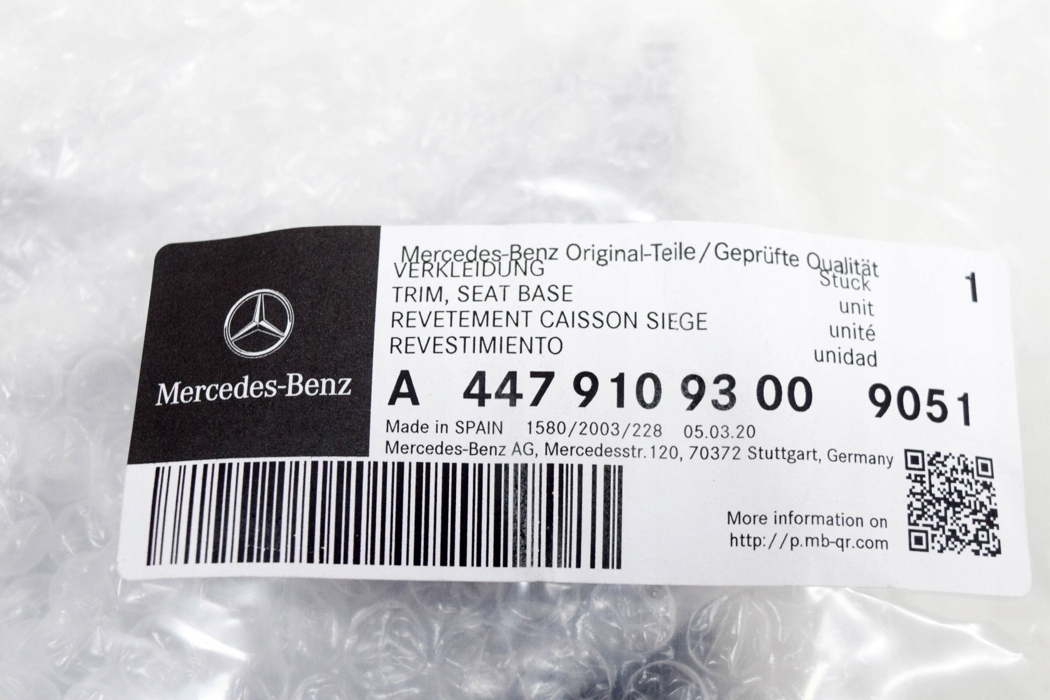 Mercedes-Benz Original-Teile/Geprüfte Qualität
VERKLEIDUNG Stück 1
TRIM, SEAT BASE unit
REVETEMENT CAISSON SIEGE unité
REVESTIMIENTO unidad
Mercedes-Benz
A 447 910 93 00 9051
Made in SPAIN 1580/2003/228 05.03.20
Mercedes-Benz AG, Mercedesstr. 120, 70372 Stuttgart, Germany
More information on
http://p.mb-qr.com